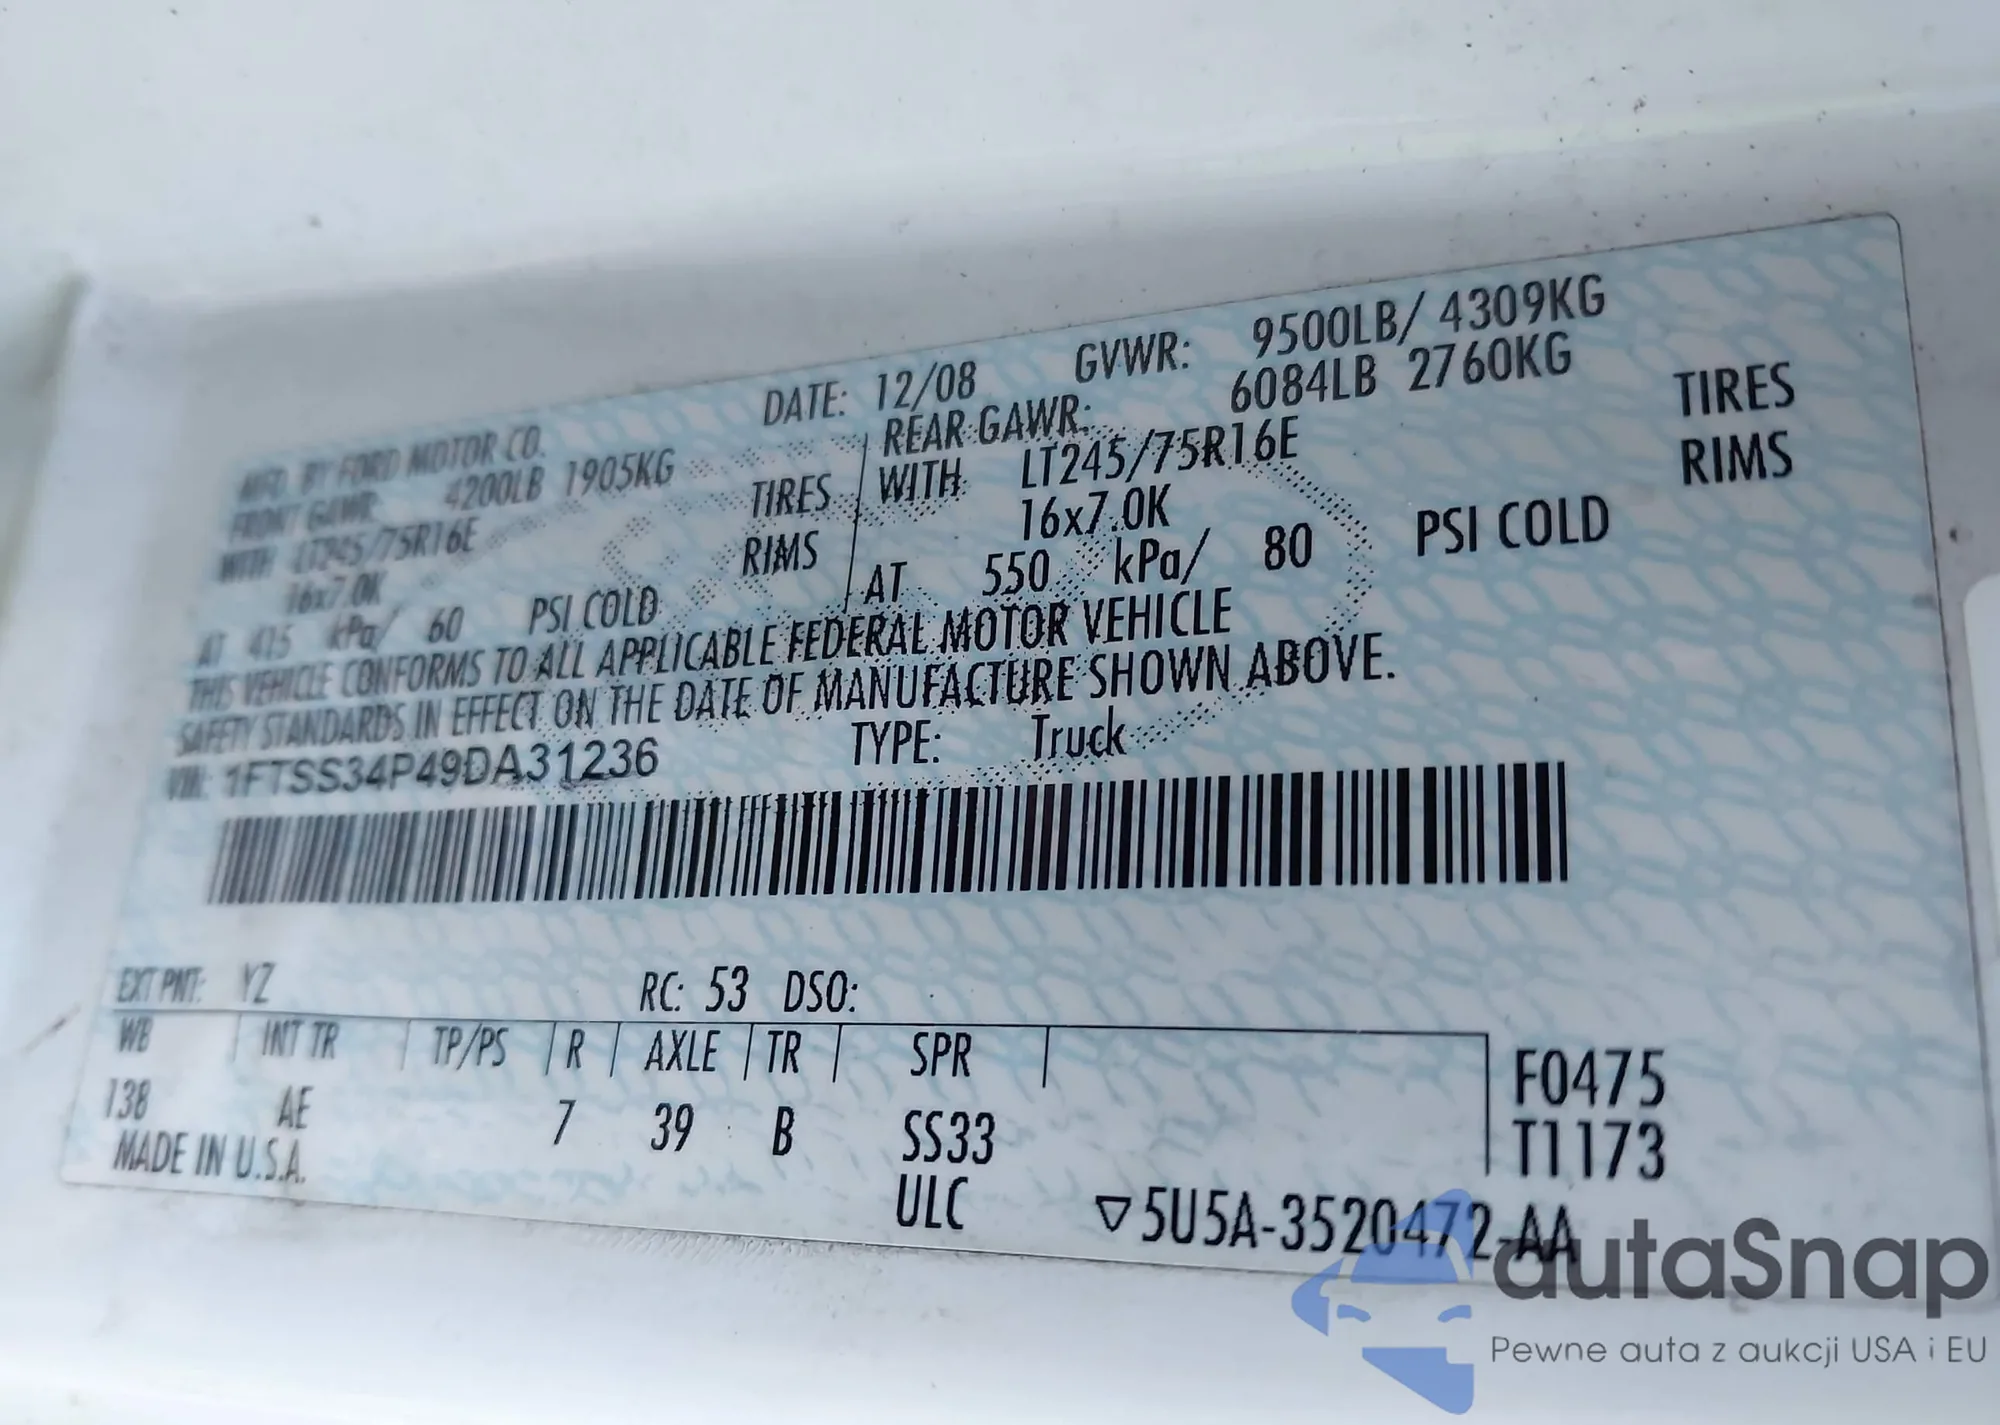 MFD. BY FORD MOTOR CO. DATE: 12/08 GVWR: 9500LB/ 4309KG
FRONT GAWR: 4200LB 1905KG REAR GAWR: 6084LB 2760KG
WITH LT245/75R16E TIRES WITH LT245/75R16E TIRES
16x7.0K RIMS 16x7.0K RIMS
AT 415 kPa/ 60 PSI COLD AT 550 kPa/ 80 PSI COLD
THIS VEHICLE CONFORMS TO ALL APPLICABLE FEDERAL MOTOR VEHICLE
SAFETY STANDARDS IN EFFECT ON THE DATE OF MANUFACTURE SHOWN ABOVE.
VIN: 1FTSS34P49DA31236 TYPE: Truck
EXT PNT: YZ RC: 53 DSO:
WB INT TR TP/PS R AXLE TR SPR
138 AE 7 39 B SS33 F0475
T1173
MADE IN U.S.A. ULC ▽5U5A-3520472-AA
autaSnap
Pewne auta z aukcji USA i EU